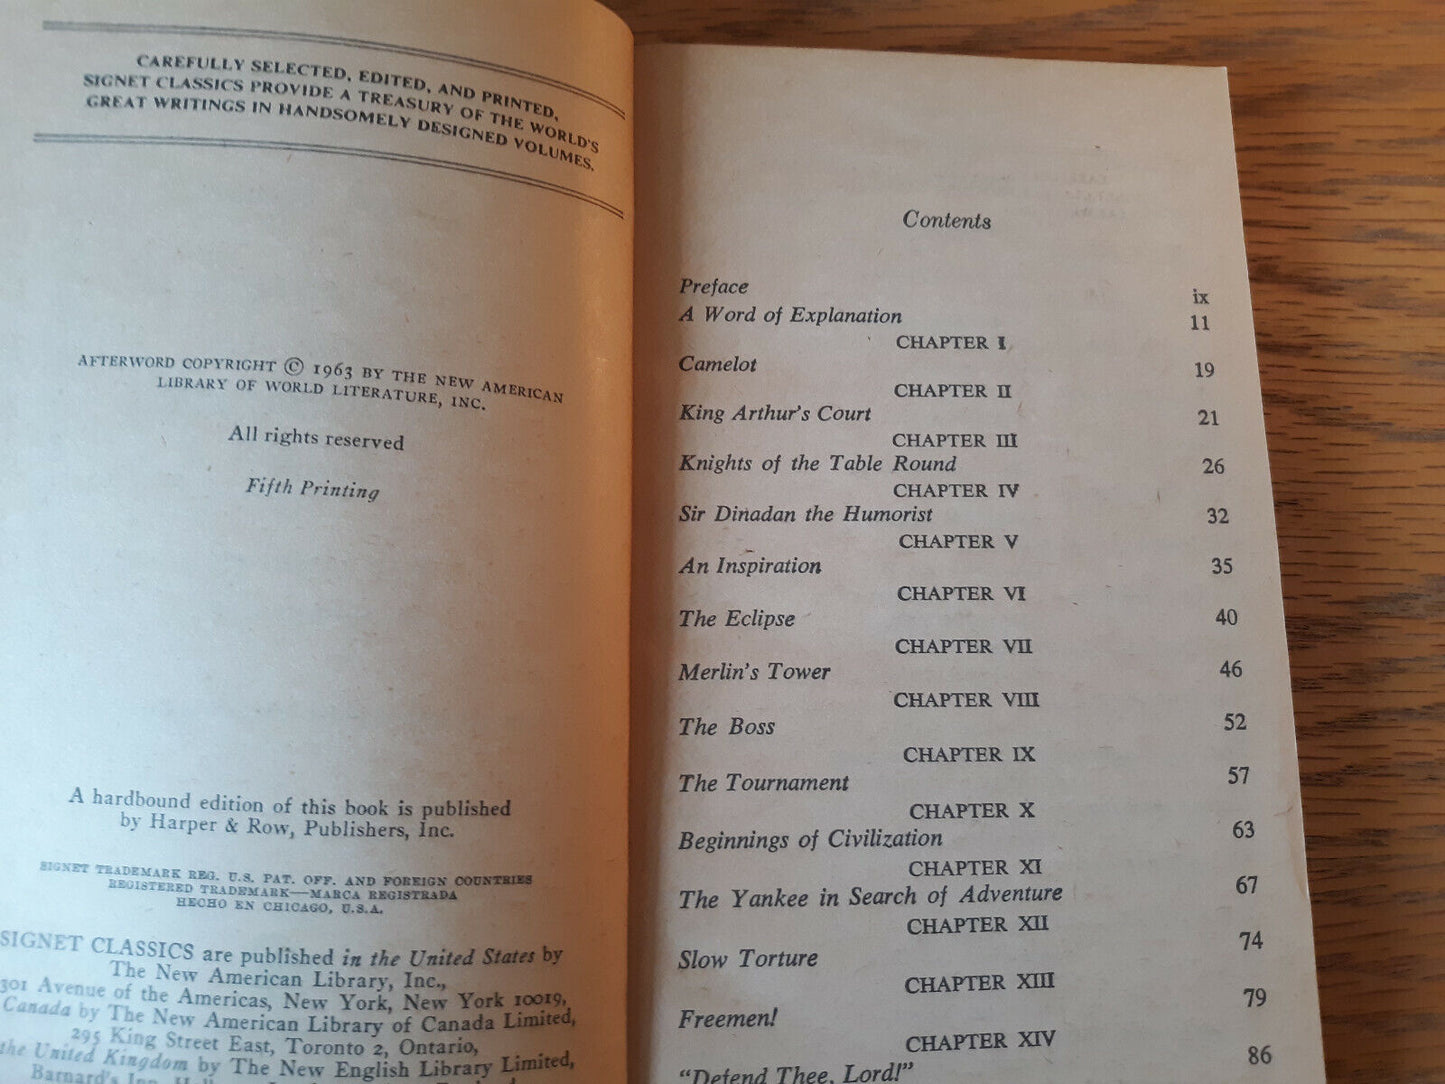 CAREFULLY SELECTED, EDITED, AND PRINTED,
SIGNET CLASSICS PROVIDE A TREASURY OF THE WORLD'S
GREAT WRITINGS IN HANDSOMELY DESIGNED VOLUMES.
AFTERWORD COPYRIGHT © 1963 BY THE NEW AMERICAN
LIBRARY OF WORLD LITERATURE, INC.
All rights reserved
Fifth Printing
A hardbound edition of this book is published
by Harper & Row, Publishers, Inc.
SIGNET TRADEMARK REG. U.S. PAT. OFF. AND FOREIGN COUNTRIES
REGISTERED TRADEMARK—MARCA REGISTRADA
HECHO EN CHICAGO, U.S.A.
SIGNET CLASSICS are published in the United States by
The New American Library, Inc.,
301 Avenue of the Americas, New York, New York 10019,
Canada by The New American Library of Canada Limited,
295 King Street East, Toronto 2, Ontario,
the United Kingdom by The New English Library Limited,
Barnard's Inn,
Contents
Preface ix
A Word of Explanation 11
CHAPTER I
Camelot 19
CHAPTER II
King Arthur's Court 21
CHAPTER III
Knights of the Table Round 26
CHAPTER IV
Sir Dinadan the Humorist 32
CHAPTER V
An Inspiration 35
CHAPTER VI
The Eclipse 40
CHAPTER VII
Merlin's Tower 46
CHAPTER VIII
The Boss 52
CHAPTER IX
The Tournament 57
CHAPTER X
Beginnings of Civilization 63
CHAPTER XI
The Yankee in Search of Adventure 67
CHAPTER XII
Slow Torture 74
CHAPTER XIII
Freemen! 79
CHAPTER XIV
"Defend Thee, Lord!" 86